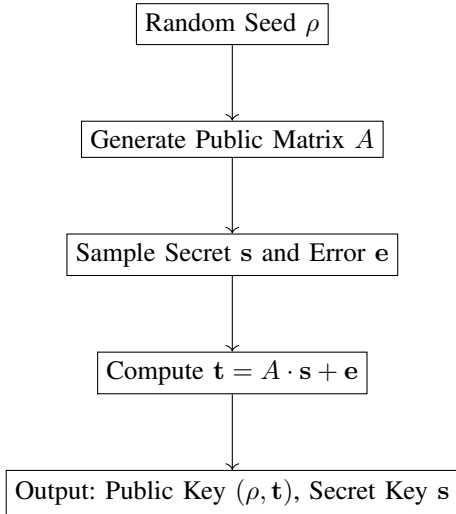 Random Seed ρ
Generate Public Matrix A
Sample Secret s and Error e
Compute t = A · s + e
Output: Public Key (ρ, t), Secret Key s